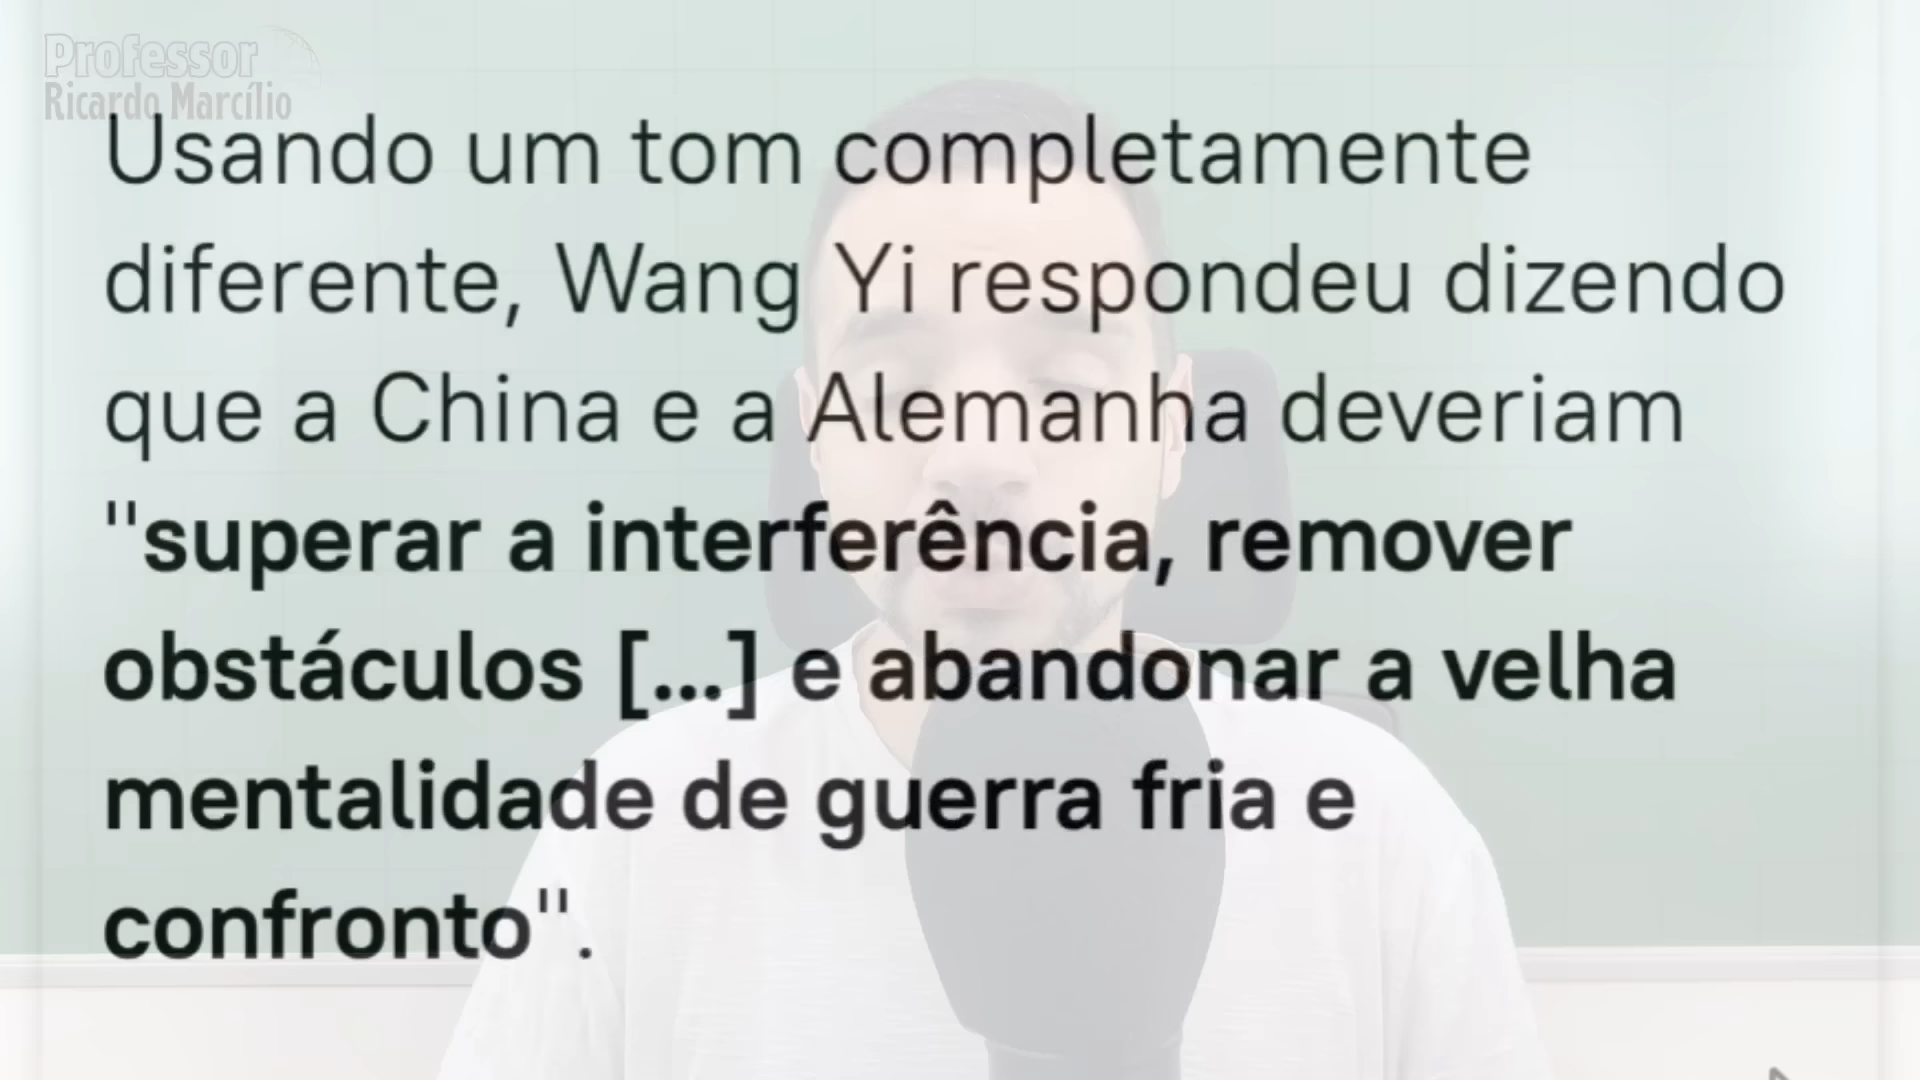 Professor
Ricardo Marcílio
Usando um tom completamente
diferente, Wang Yi respondeu dizendo
que a China e a Alemanha deveriam
"superar a interferência, remover
obstáculos [...] e abandonar a velha
mentalidade de guerra fria e
confronto".